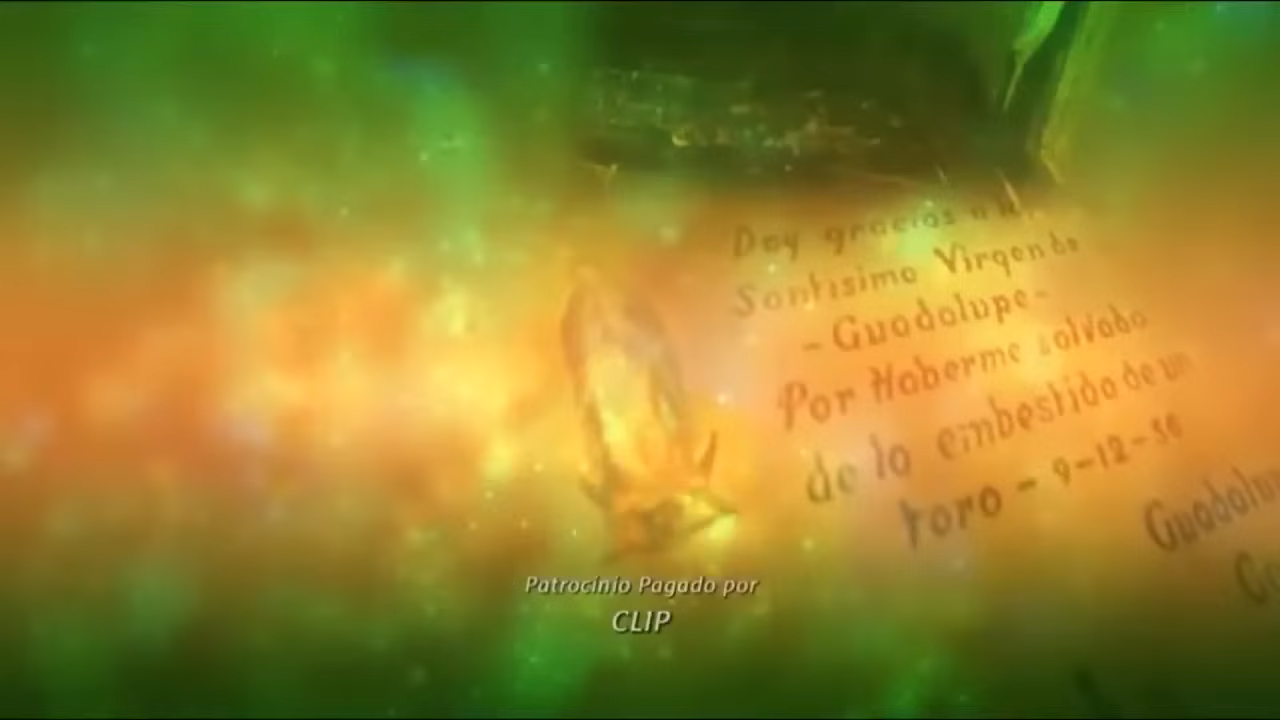 Doy gracias a la
Santisima Virgen de
-Guadalupe-
Por Haberme salvado
de la embestida de un
toro - 9-12-56
Guadalu
Patrocinio Pagado por
CLIP